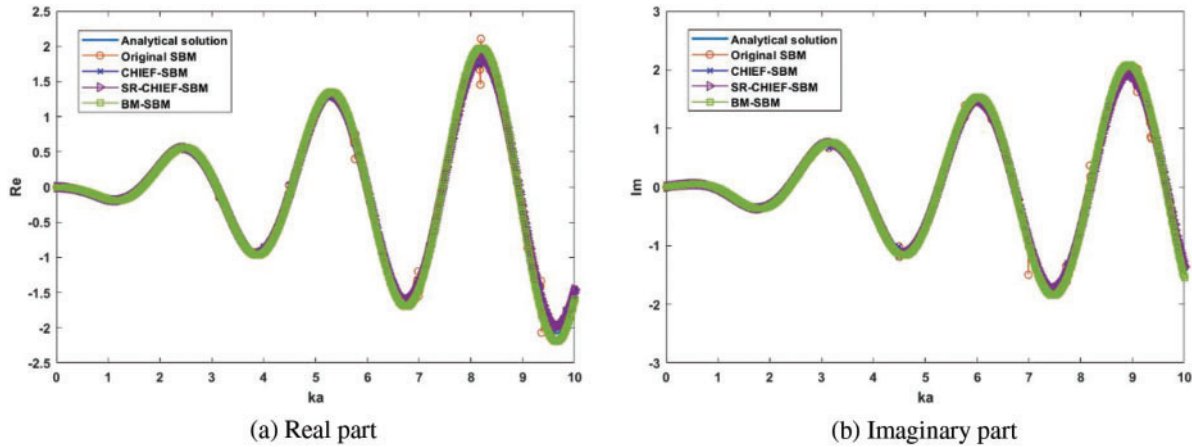 2.5
2
1.5
1
0.5
0
-0.5
-1
-1.5
-2
-2.5
Re
Analytical solution
Original SBM
CHIEF-SBM
SR-CHIEF-SBM
BM-SBM
0 1 2 3 4 5 6 7 8 9 10
ka
(a) Real part
3
2
1
0
-1
-2
-3
Im
Analytical solution
Original SBM
CHIEF-SBM
SR-CHIEF-SBM
BM-SBM
0 1 2 3 4 5 6 7 8 9 10
ka
(b) Imaginary part